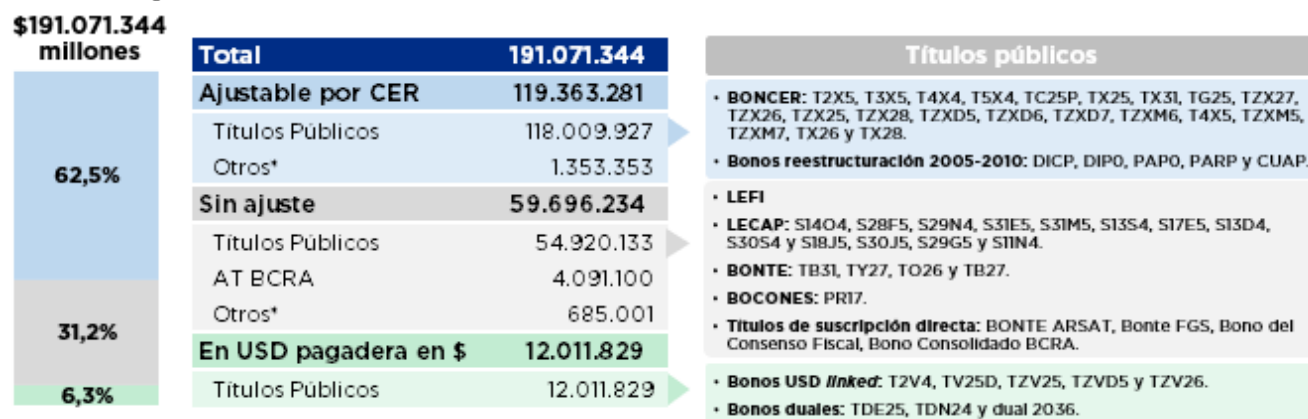 $191.071.344
millones
62,5%
31,2%
6,3%
Total 191.071.344
Ajustable por CER 119.363.281
Títulos Públicos 118.009.927
Otros* 1.353.353
Sin ajuste 59.696.234
Títulos Públicos 54.920.133
AT BCRA 4.091.100
Otros* 685.001
En USD pagadera en $ 12.011.829
Títulos Públicos 12.011.829
Títulos públicos
• BONCER: T2X5, T3X5, T4X4, T5X4, TC25P, TX25, TX31, TG25, TZX27,
TZX26, TZX25, TZX28, TZXD5, TZXD6, TZXD7, TZXM6, T4X5, TZXM5,
TZXM7, TX26 y TX28.
• Bonos reestructuración 2005-2010: DICP, DIP0, PAP0, PARP y CUAP.
• LEFI
• LECAP: S14O4, S28F5, S29N4, S31E5, S31M5, S13S4, S17E5, S13D4,
S30S4 y S18J5, S30J5, S29G5 y S11N4.
• BONTE: TB31, TY27, TO26 y TB27.
• BOCONES: PR17.
• Títulos de suscripción directa: BONTE ARSAT, Bonte FGS, Bono del
Consenso Fiscal, Bono Consolidado BCRA.
• Bonos USD linked: T2V4, TV25D, TZV25, TZVD5 y TZV26.
• Bonos duales: TDE25, TDN24 y dual 2036.